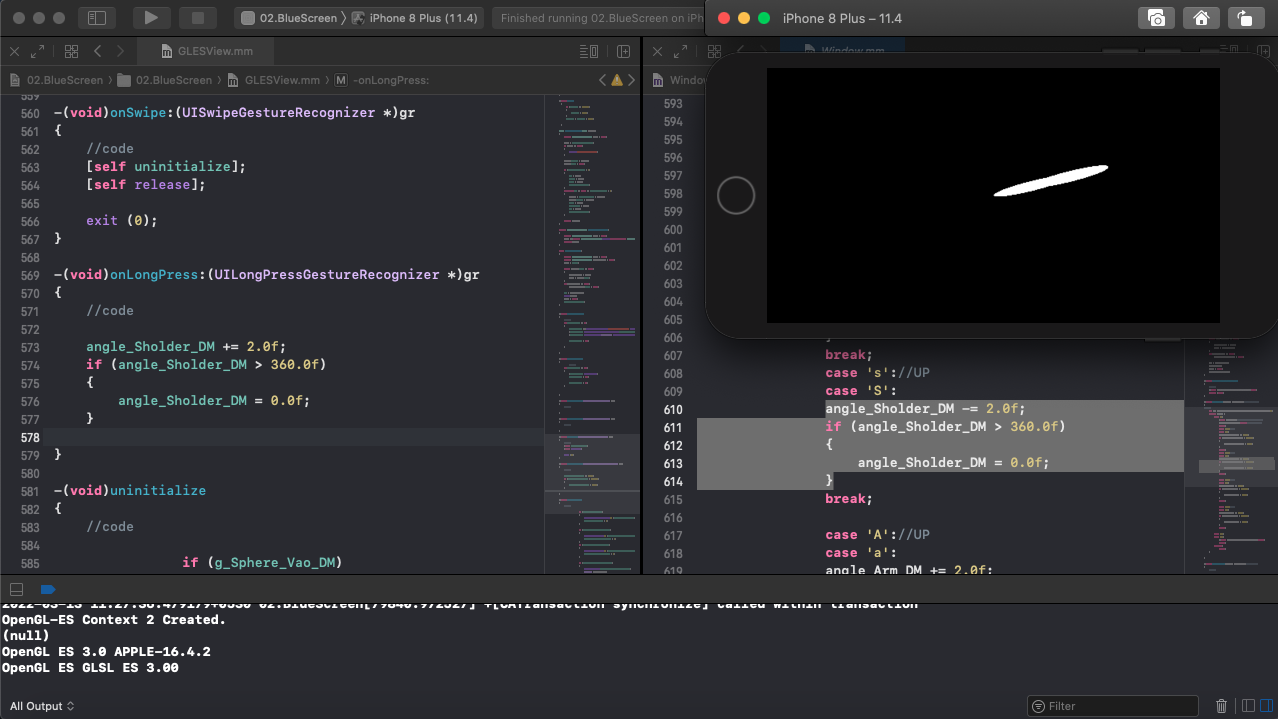 02.BlueScreen
iPhone 8 Plus (11.4)
Finished running 02.BlueScreen on iPh
iPhone 8 Plus – 11.4
GLESView.mm
Window.mm
02.BlueScreen
02.BlueScreen
GLESView.mm
M
-onLongPress:
Window
559
560 -(void)onSwipe:(UISwipeGestureRecognizer *)gr
561 {
562 //code
563 [self uninitialize];
564 [self release];
565
566 exit (0);
567 }
568
569 -(void)onLongPress:(UILongPressGestureRecognizer *)gr
570 {
571 //code
572
573 angle_Sholder_DM += 2.0f;
574 if (angle_Sholder_DM > 360.0f)
575 {
576 angle_Sholder_DM = 0.0f;
577 }
578
579 }
580
581 -(void)uninitialize
582 {
583 //code
584
585 if (g_Sphere_Vao_DM)
593
594
595
596
597
598
599
600
601
602
603
604
605
606 }
607 break;
608 case 's'://UP
609 case 'S':
610 angle_Sholder_DM -= 2.0f;
611 if (angle_Sholder_DM > 360.0f)
612 {
613 angle_Sholder_DM = 0.0f;
614 }
615 break;
616
617 case 'A'://UP
618 case 'a':
619 angle_Arm_DM += 2.0f;
2022-03-13 11:27:38.479179+0530 02.BlueScreen[79840:972527] +[CATransaction synchronize] called within transaction
OpenGL-ES Context 2 Created.
(null)
OpenGL ES 3.0 APPLE-16.4.2
OpenGL ES GLSL ES 3.00
All Output
Filter